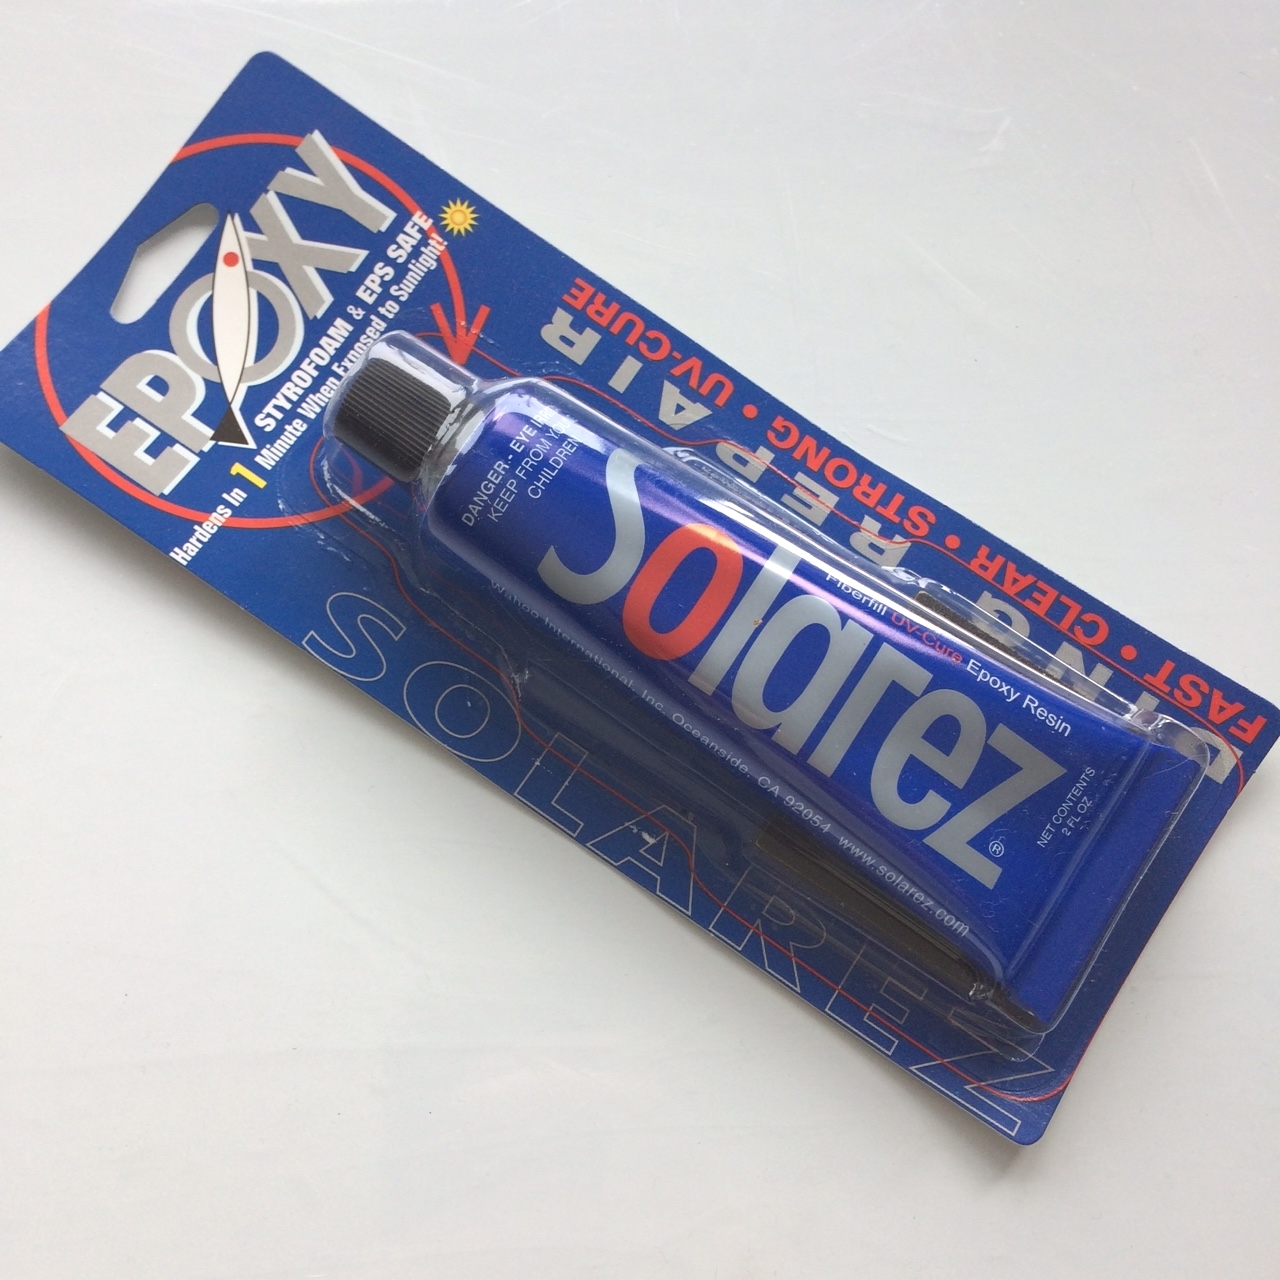 EPOXY
STYROFOAM & EPS SAFE
Hardens In 1 Minute When Exposed to Sunlight!
DING REPAIR
FAST • CLEAR • STRONG • UV-CURE
DANGER - EYE
KEEP FROM
CHILDREN
Solarez®
Fiberfill UV-Cure Epoxy Resin
NET CONTENTS
2 FL OZ
Wahoo International, Inc. Oceanside, CA 92054 www.solarez.com
SOLAREZ